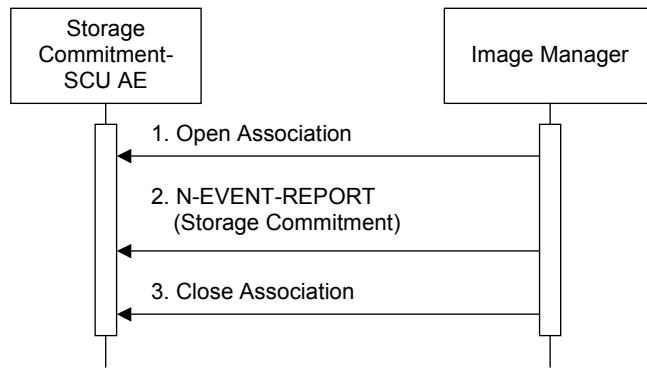 Storage
Commitment-
SCU AE
Image Manager
1. Open Association
2. N-EVENT-REPORT
(Storage Commitment)
3. Close Association